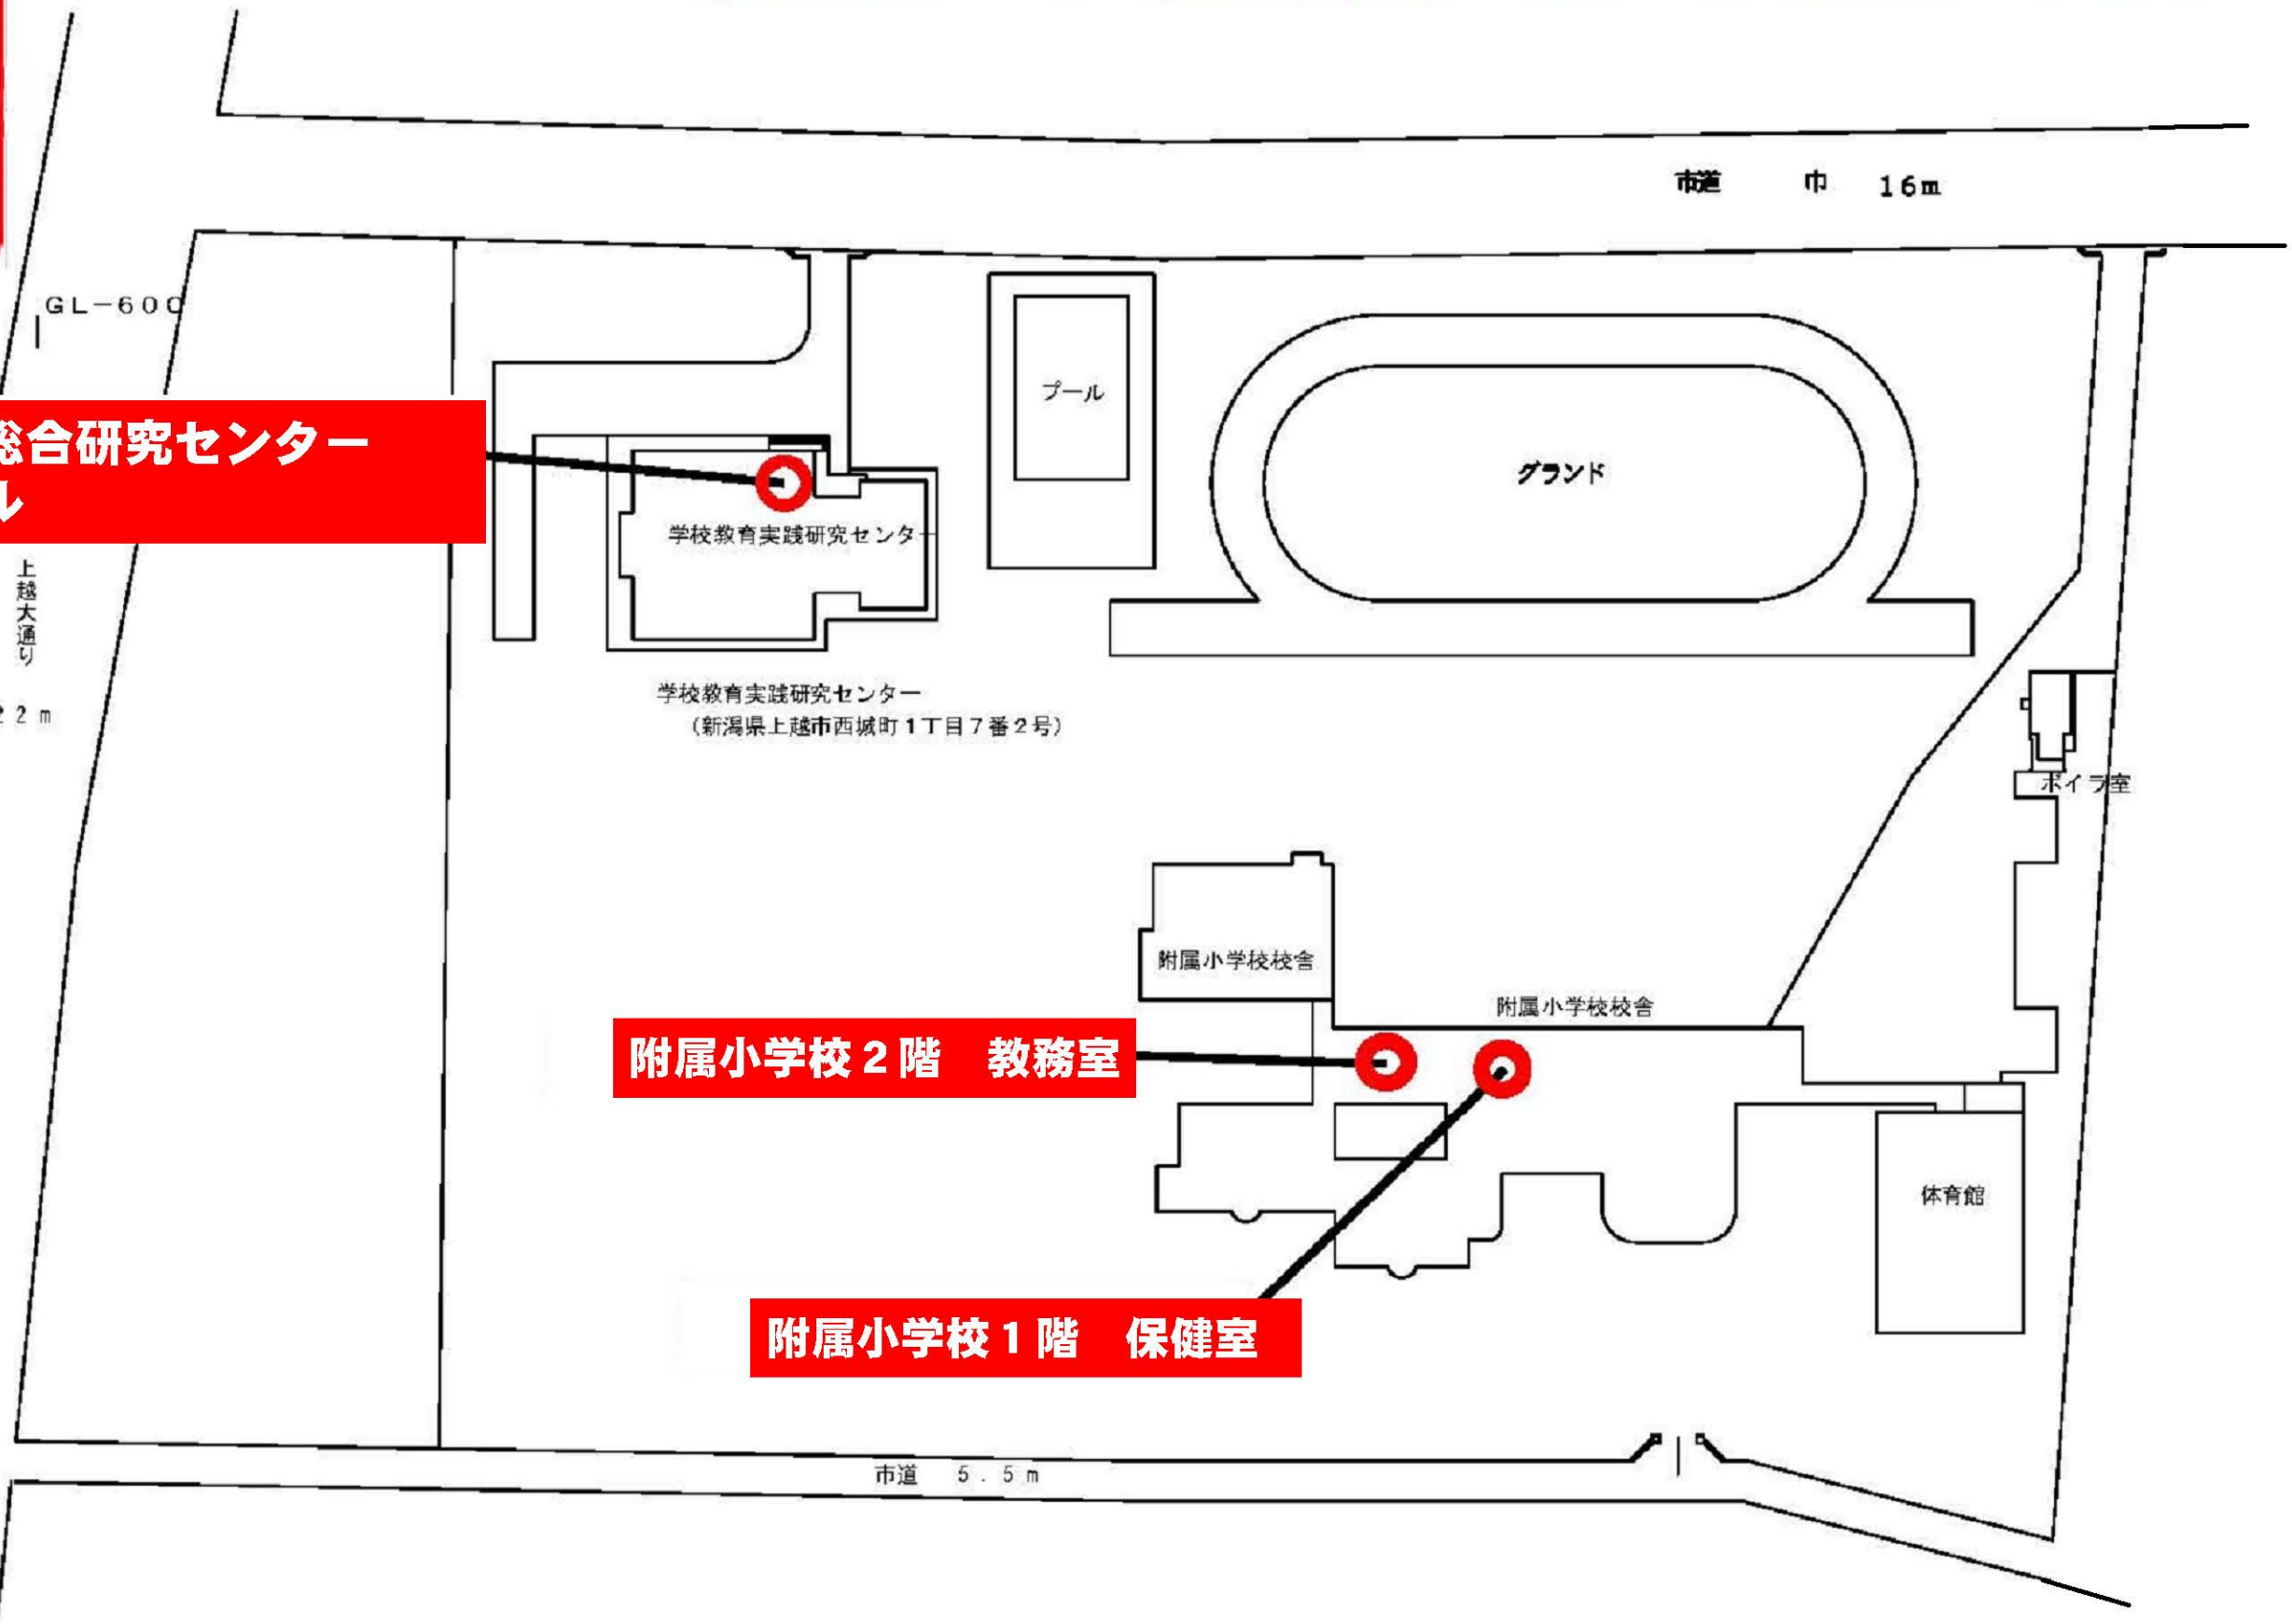 市道 巾 16m
GL-600
プール
グランド
総合研究センター
ル
学校教育実践研究センター
上越大通り
22m
学校教育実践研究センター
(新潟県上越市西城町1丁目7番2号)
ボイラ室
附属小学校校舎
附属小学校校舎
附属小学校2階 教務室
体育館
附属小学校1階 保健室
市道 5.5m